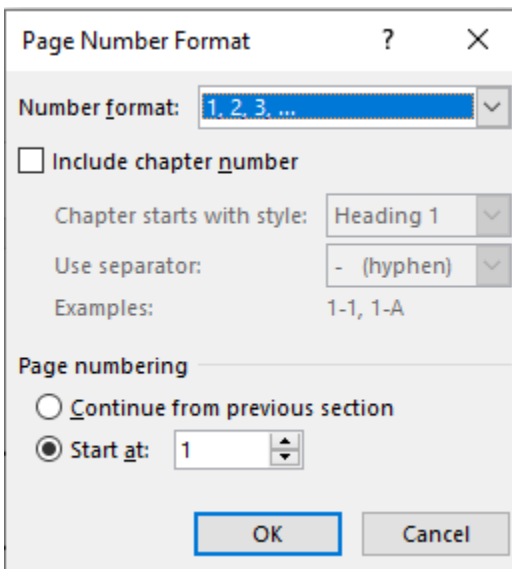 Page Number Format ?
Number format: 1, 2, 3, ...
Include chapter number
Chapter starts with style: Heading 1
Use separator: - (hyphen)
Examples: 1-1, 1-A
Page numbering
Continue from previous section
Start at: 1
OK Cancel